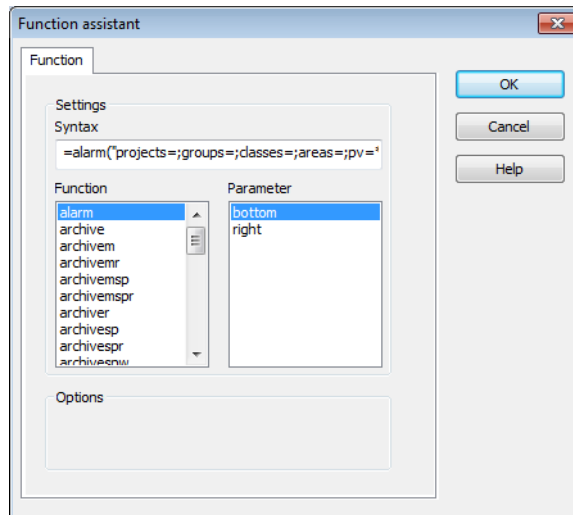 Function assistant
Function
Settings
Syntax
=alarm("projects=;groups=;classes=;areas=;pv=*
Function
Parameter
alarm
archive
archivem
archivemr
archivemsp
archivemspr
archiver
archivesp
archivespr
archivespw
bottom
right
Options
OK
Cancel
Help